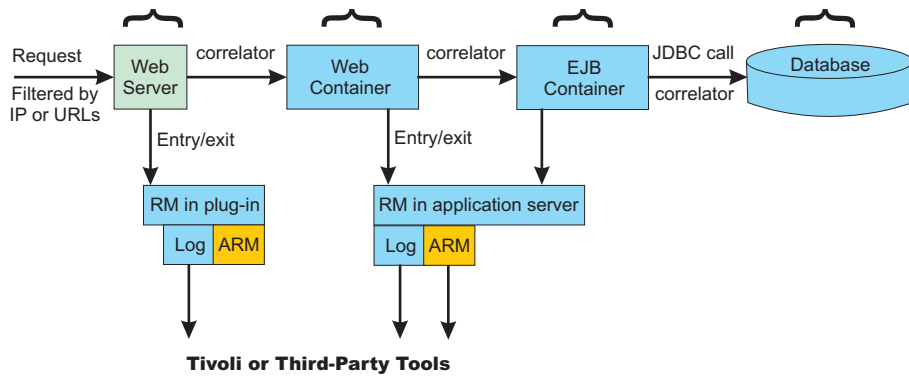 Request
Filtered by
IP or URLs
Web
Server
correlator
Web
Container
correlator
EJB
Container
JDBC call
correlator
Database
Entry/exit
Entry/exit
RM in plug-in
Log
ARM
RM in application server
Log
ARM
Tivoli or Third-Party Tools